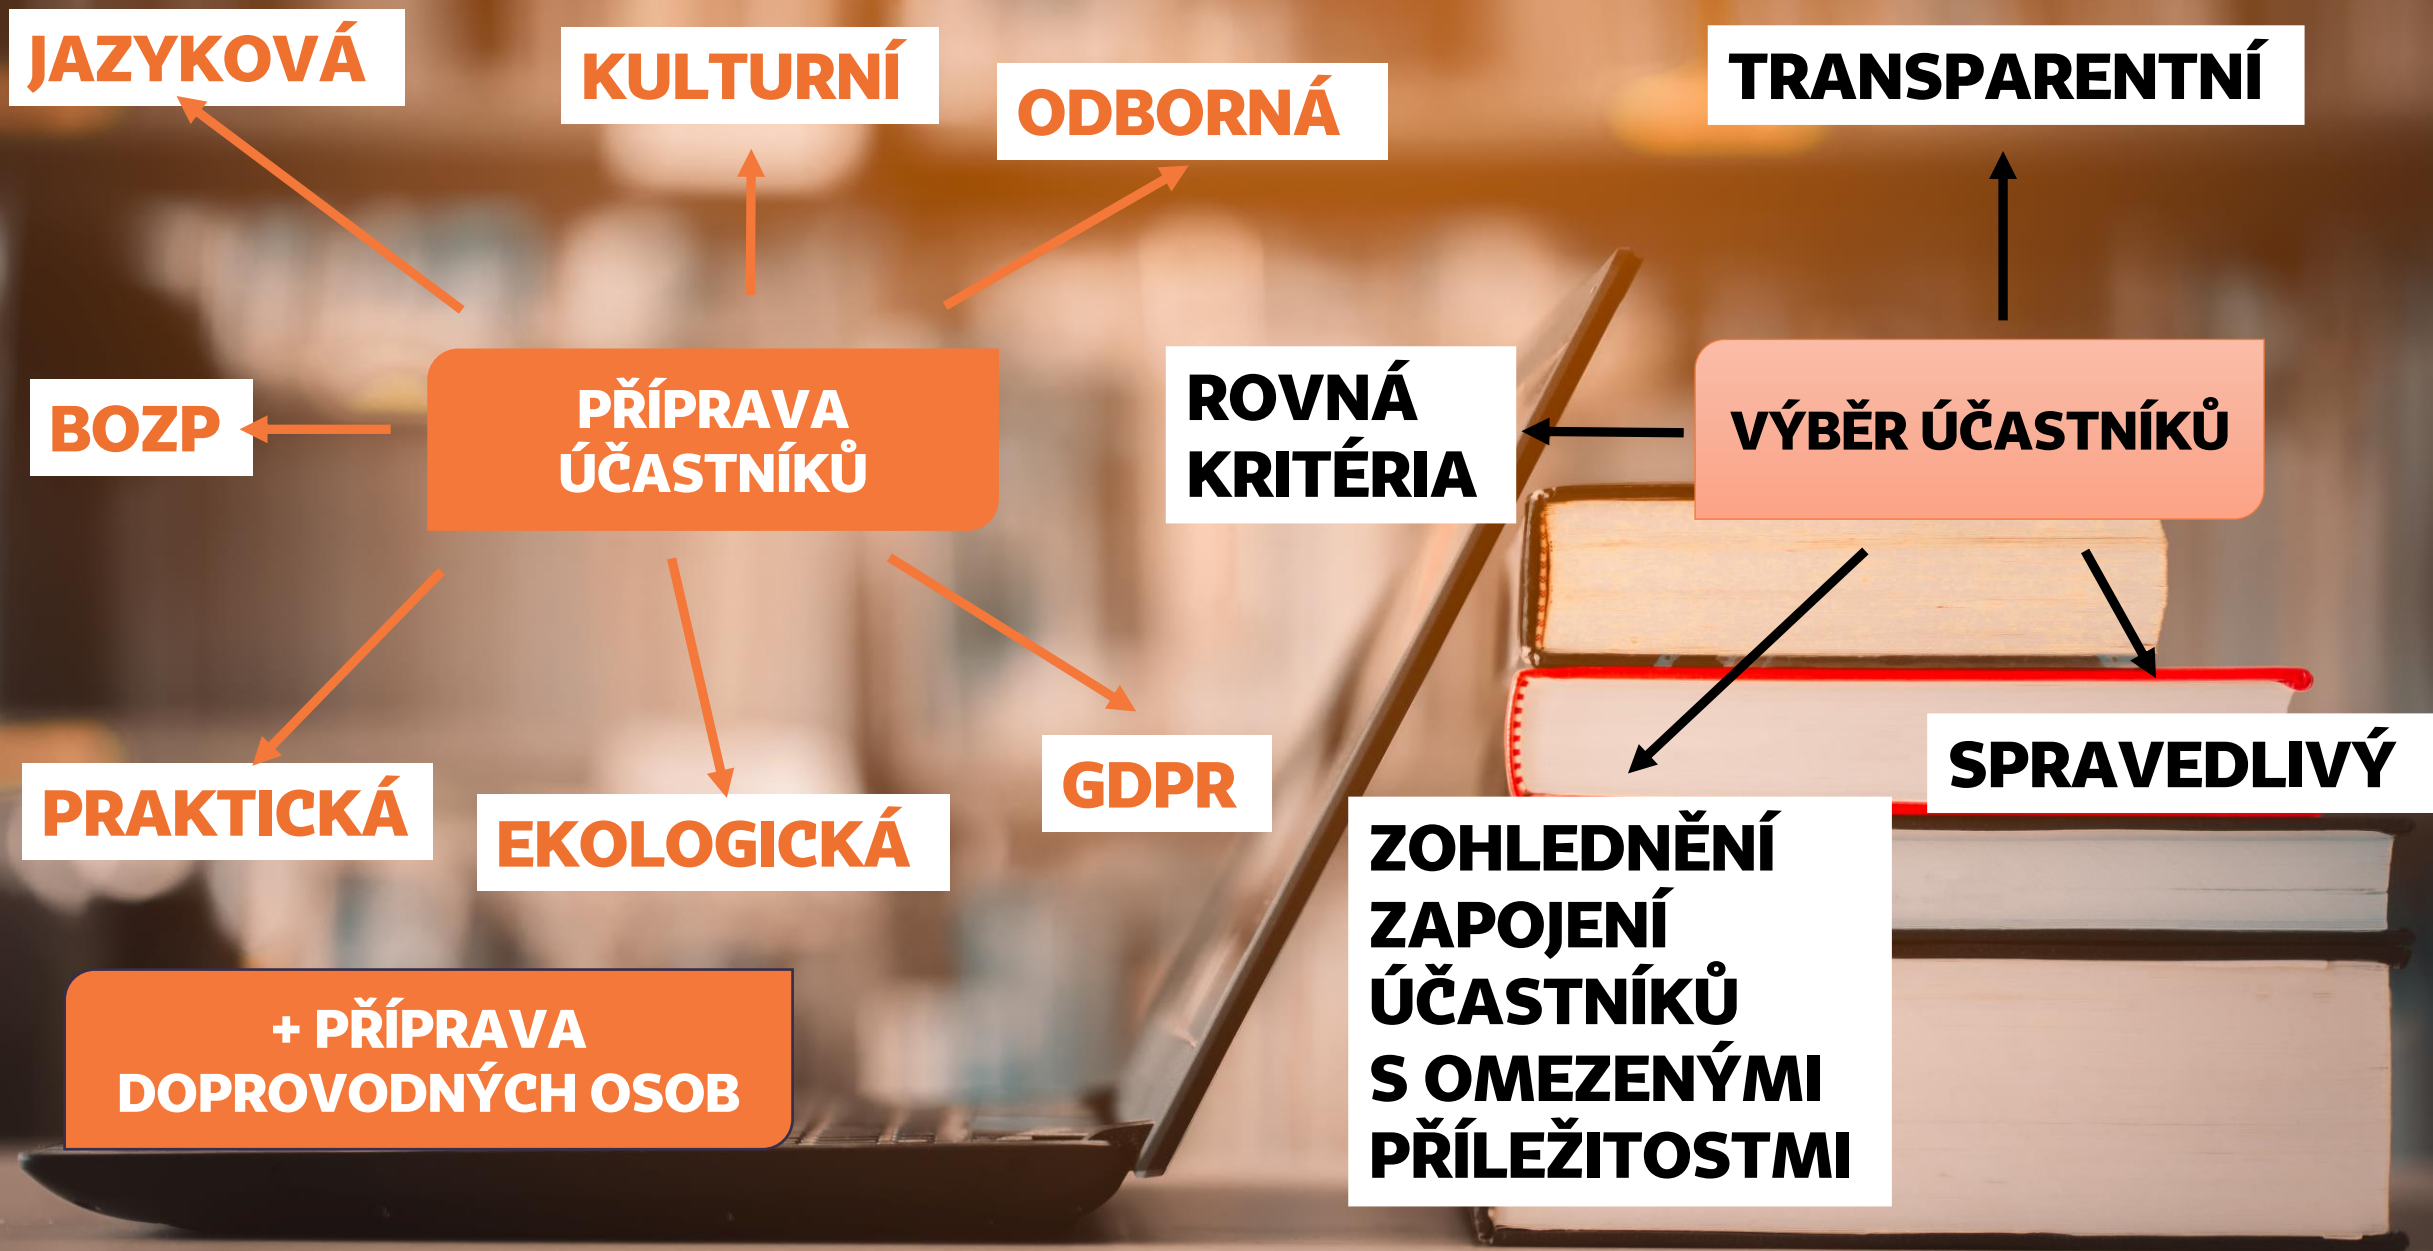 JAZYKOVÁ
KULTURNÍ
ODBORNÁ
BOZP
PŘÍPRAVA
ÚČASTNÍKŮ
PRAKTICKÁ
EKOLOGICKÁ
GDPR
+ PŘÍPRAVA
DOPROVODNÝCH OSOB
TRANSPARENTNÍ
ROVNÁ
KRITÉRIA
VÝBĚR ÚČASTNÍKŮ
SPRAVEDLIVÝ
ZOHLEDNĚNÍ
ZAPOJENÍ
ÚČASTNÍKŮ
S OMEZENÝMI
PŘÍLEŽITOSTMI